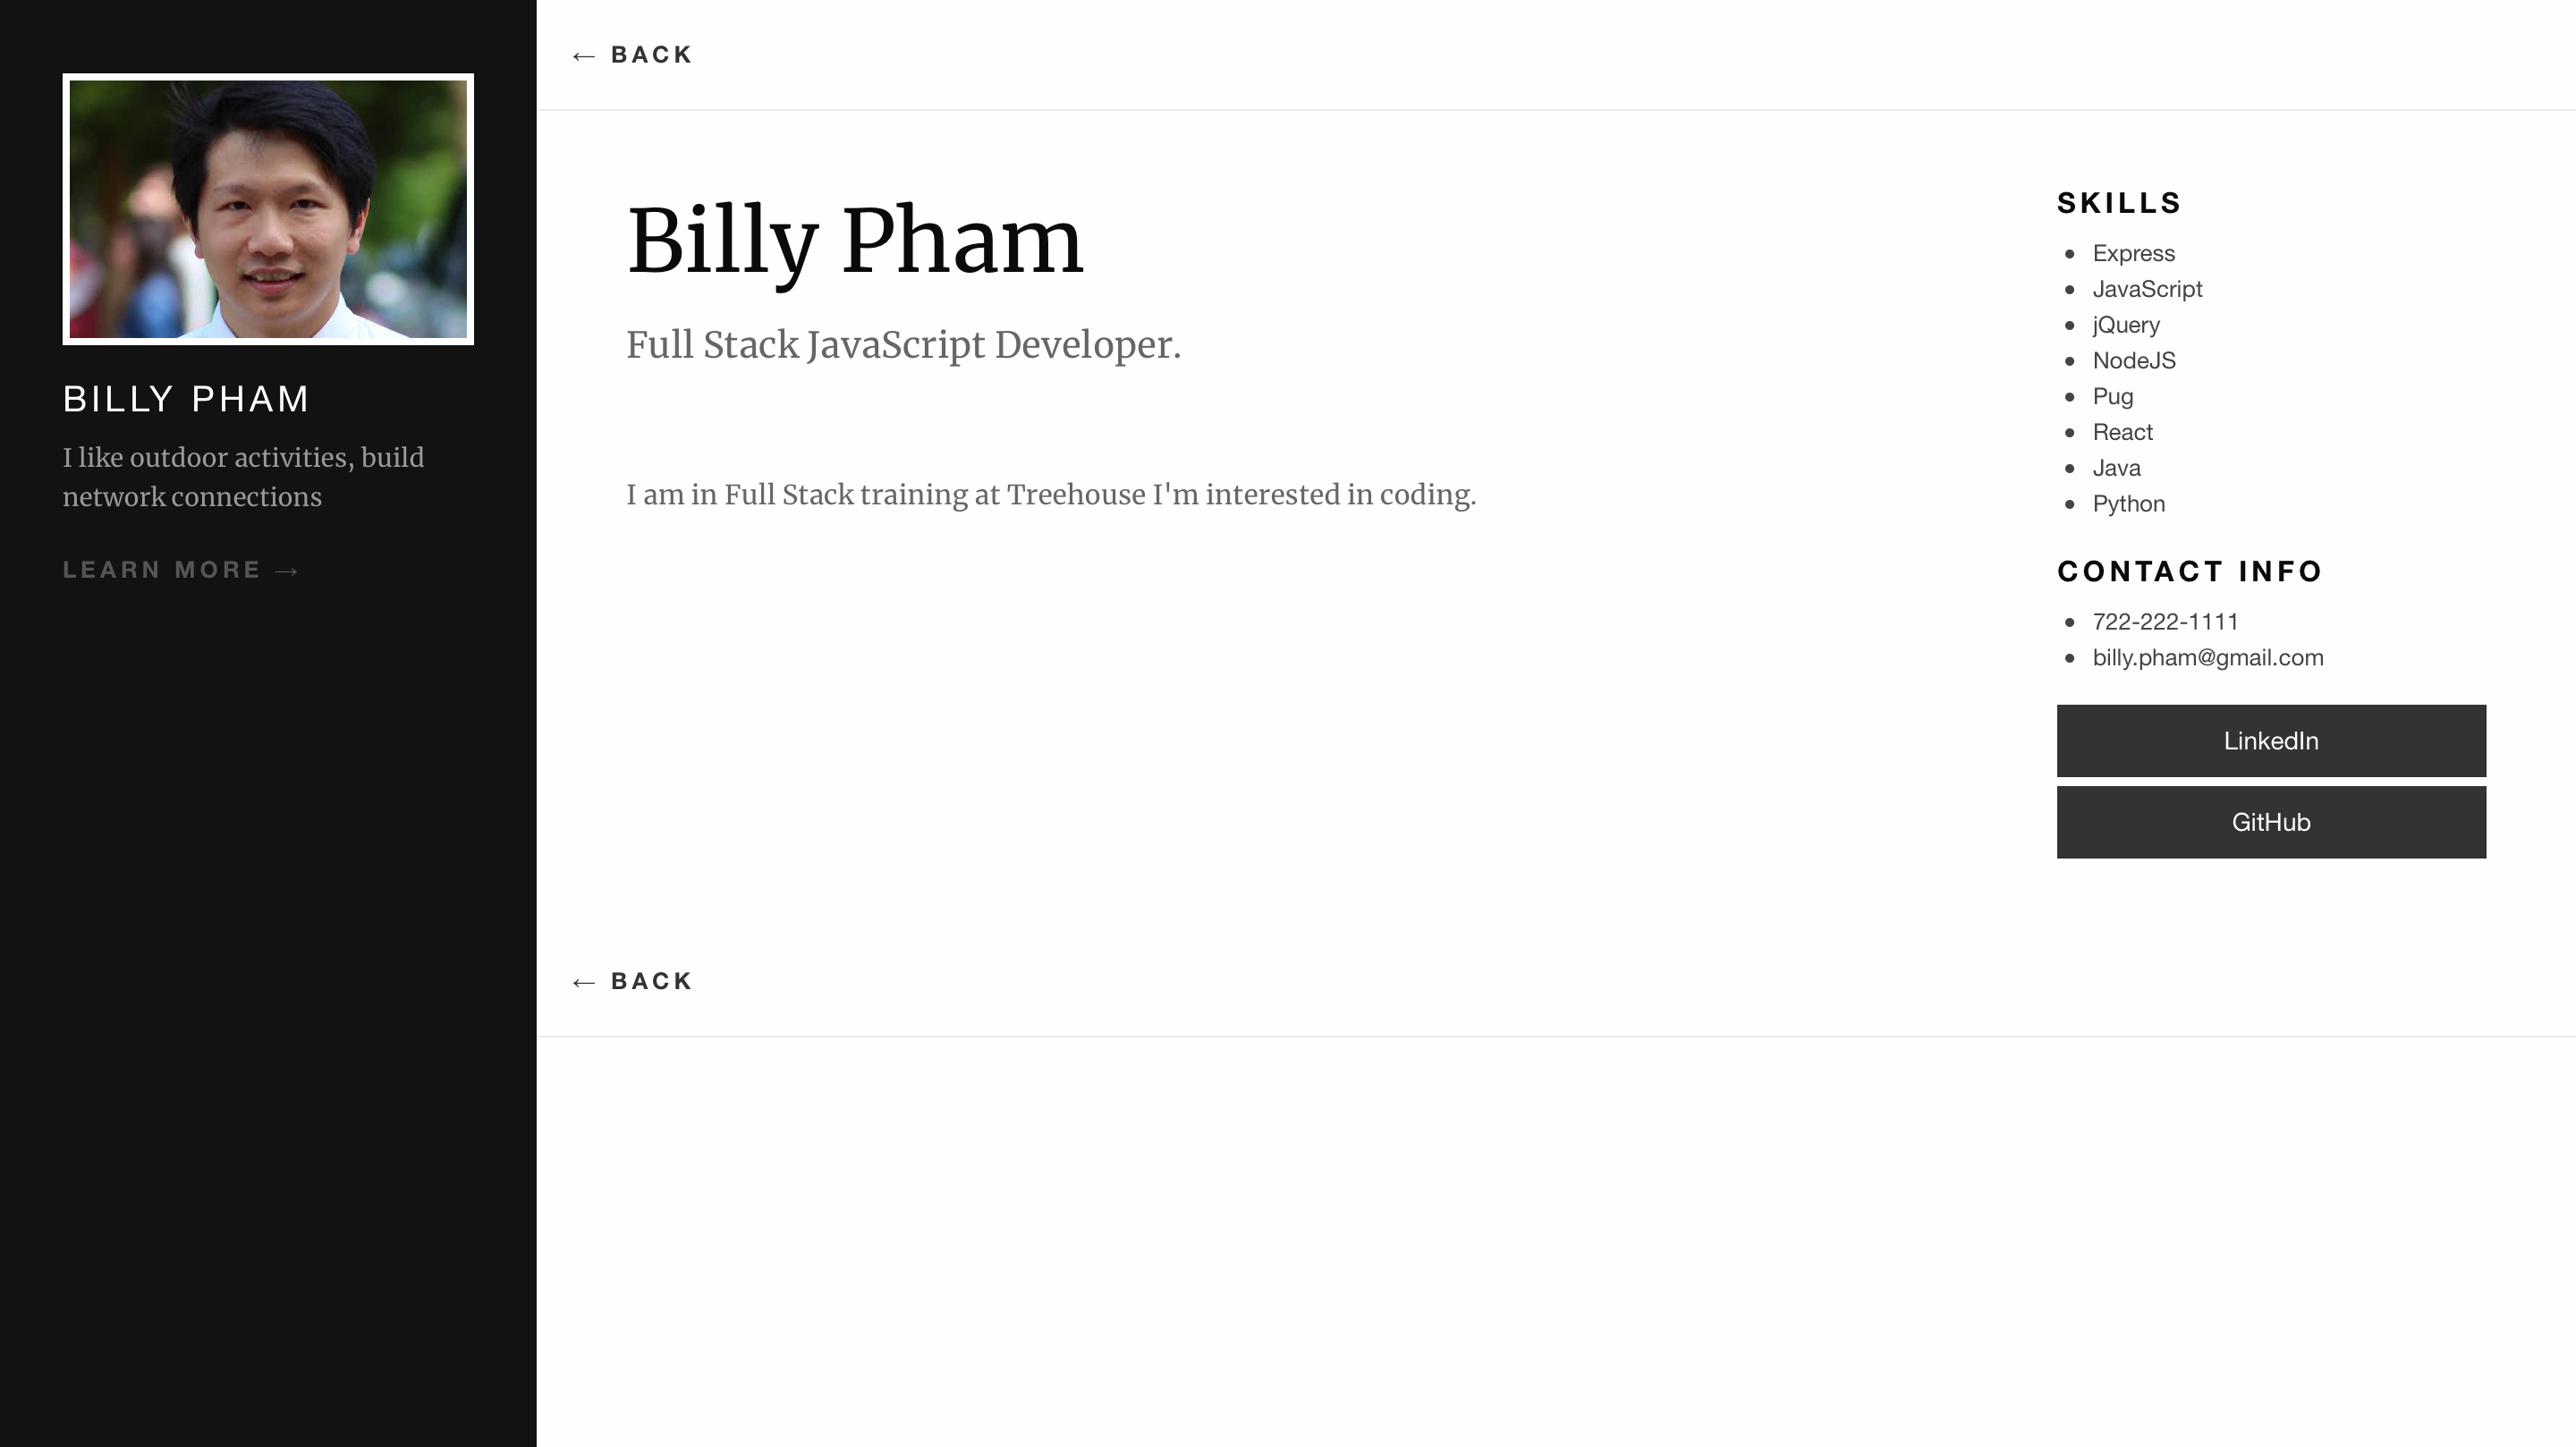 BILLY PHAM
I like outdoor activities, build
network connections
LEARN MORE →
← BACK
Billy Pham
Full Stack JavaScript Developer.
I am in Full Stack training at Treehouse I'm interested in coding.
SKILLS
Express
JavaScript
jQuery
NodeJS
Pug
React
Java
Python
CONTACT INFO
722-222-1111
billy.pham@gmail.com
LinkedIn
GitHub
← BACK